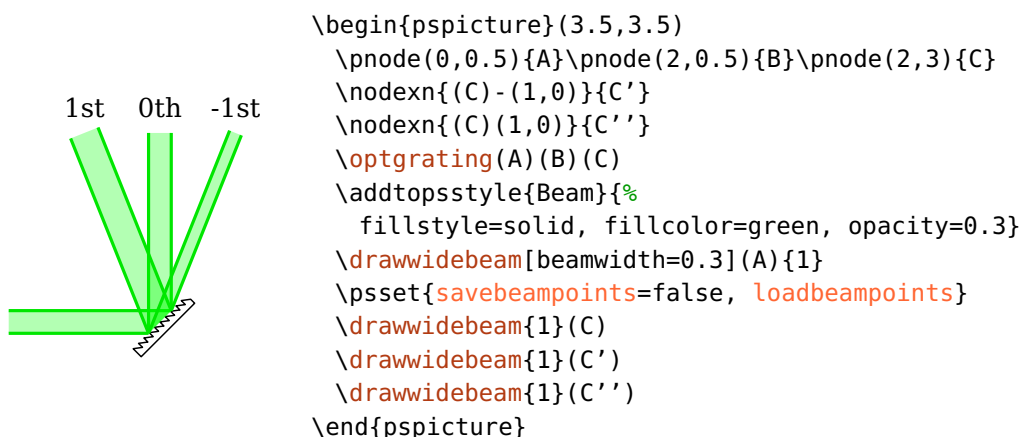 1st 0th -1st
\begin{pspicture}(3.5,3.5)
\pnode(0,0.5){A}\pnode(2,0.5){B}\pnode(2,3){C}
\nodexn{(C)-(1,0)}{C’}
\nodexn{(C)(1,0)}{C’’}
\optgrating(A)(B)(C)
\addtopsstyle{Beam}{%
fillstyle=solid, fillcolor=green, opacity=0.3}
\drawwidebeam[beamwidth=0.3](A){1}
\psset{savebeampoints=false, loadbeampoints}
\drawwidebeam{1}(C)
\drawwidebeam{1}(C’)
\drawwidebeam{1}(C’’)
\end{pspicture}